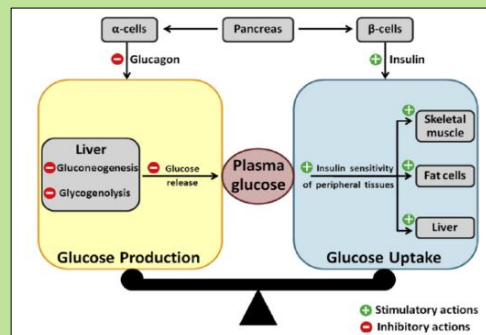 α-cells
Pancreas
β-cells
Glucagon
Insulin
Liver
Gluconeogenesis
Glycogenolysis
Glucose
release
Plasma
glucose
Insulin sensitivity
of peripheral tissues
Skeletal
muscle
Fat cells
Liver
Glucose Production
Glucose Uptake
Stimulatory actions
Inhibitory actions